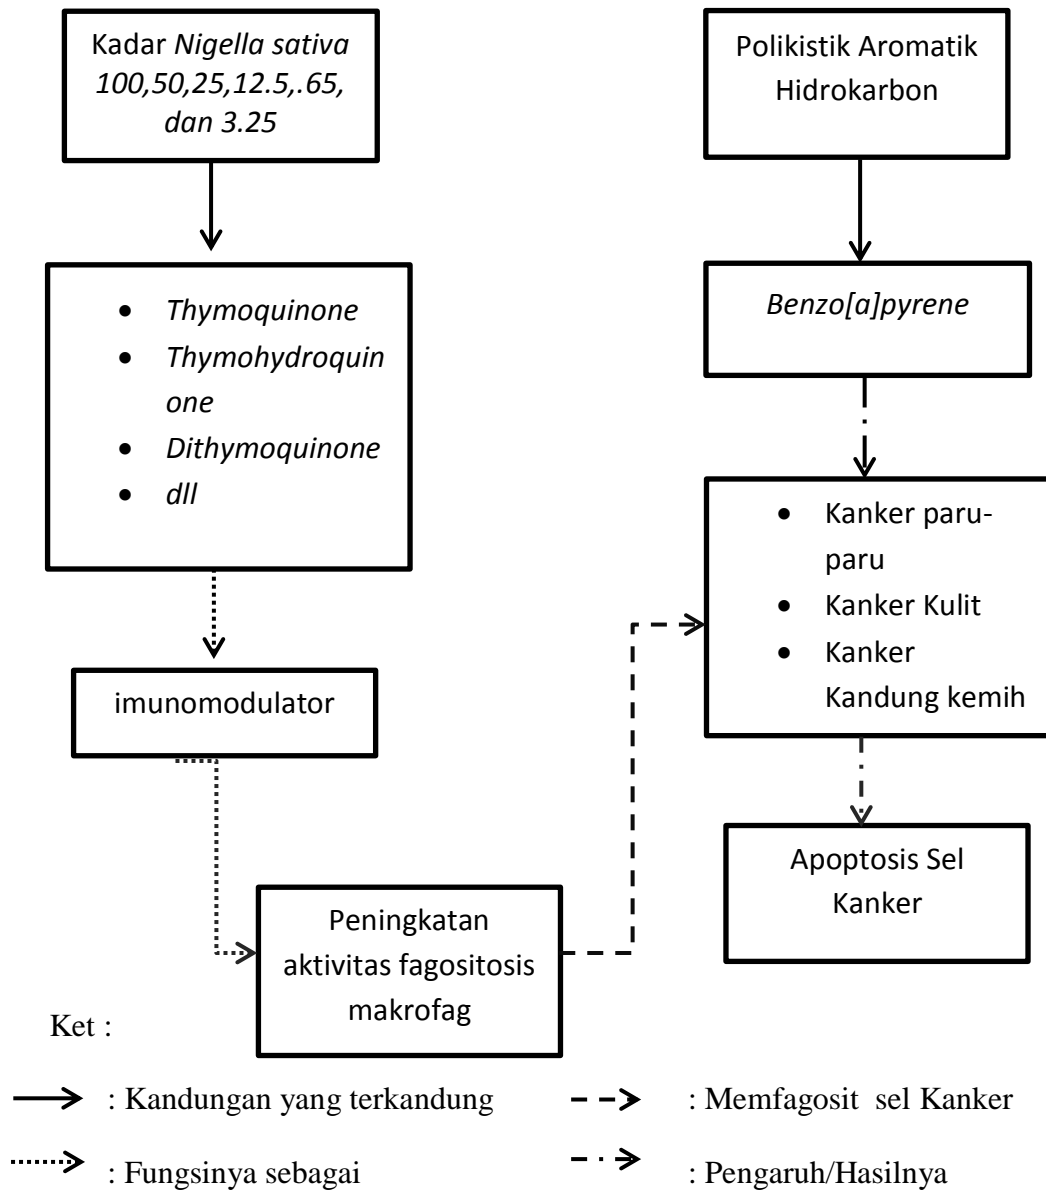 Kadar Nigella sativa
100,50,25,12.5,.65,
dan 3.25
Polikistik Aromatik
Hidrokarbon
• Thymoquinone
• Thymohydroquin
one
• Dithymoquinone
• dll
Benzo[a]pyrene
• Kanker paru-
paru
• Kanker Kulit
• Kanker
Kandung kemih
imunomodulator
Apoptosis Sel
Kanker
Peningkatan
aktivitas fagositosis
makrofag
Ket :
: Kandungan yang terkandung
: Memfagosit sel Kanker
: Fungsinya sebagai
: Pengaruh/Hasilnya